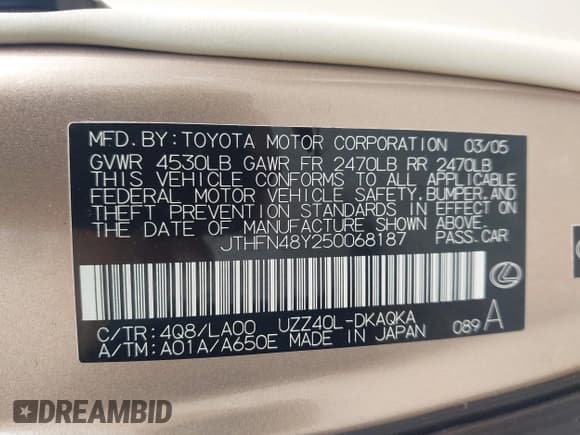 MFD. BY: TOYOTA MOTOR CORPORATION 03/05
GVWR 4530LB GAWR FR 2470LB RR 2470LB
THIS VEHICLE CONFORMS TO ALL APPLICABLE
FEDERAL MOTOR VEHICLE SAFETY, BUMPER, AND
THEFT PREVENTION STANDARDS IN EFFECT ON
THE DATE OF MANUFACTURE SHOWN ABOVE.
JTHFN48Y250068187 PASS. CAR
C/TR: 4Q8/LA00 UZZ40L-DKAQKA
A/TM: A01A/A650E MADE IN JAPAN 089 A
DREAMBID